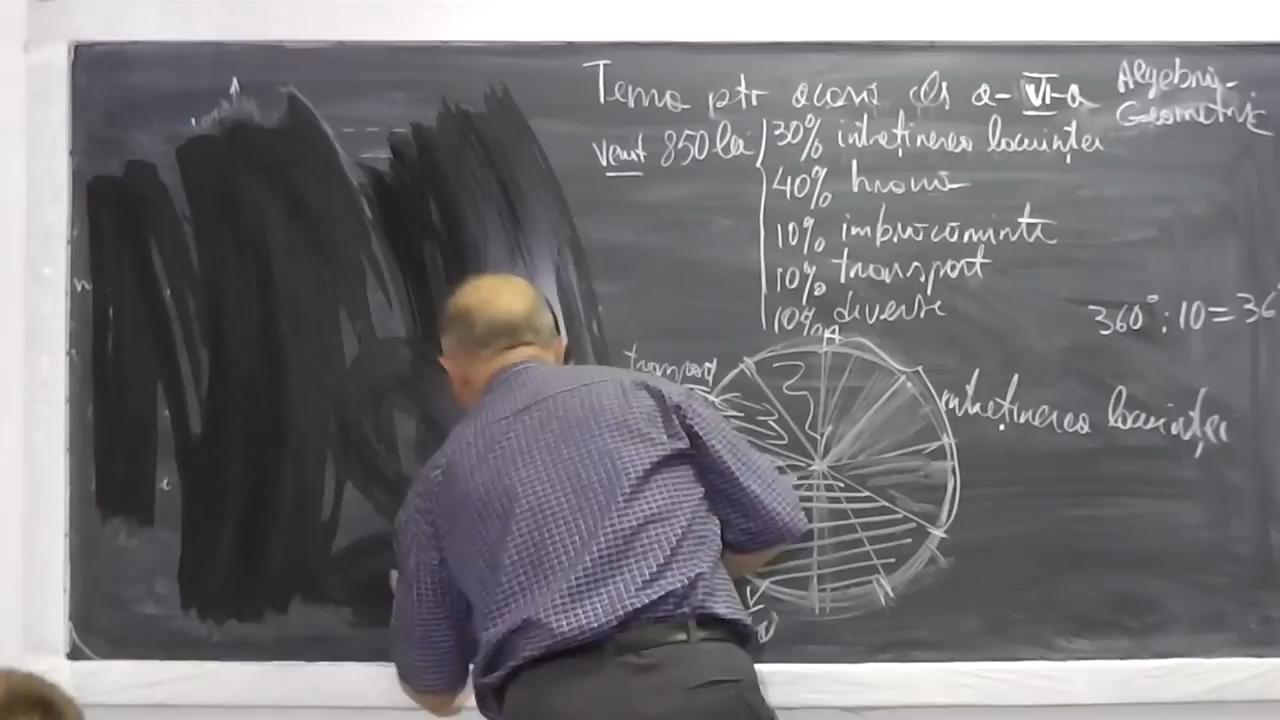 Tema ptr acasă cls a-VI-a
Algebră-
Geometrie
venit 850 lei
30% întreținerea locuinței
40% hrană
10% îmbrăcăminte
10% transport
10% diverse
360°:10=36
A
transport
întreținerea locuinței